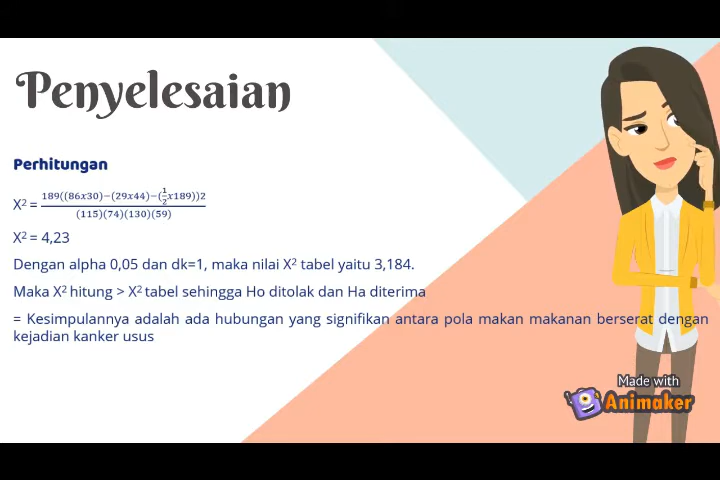 Penyelesaian
Perhitungan
X² = 189((86x30)−(29x44)−(½x189))2 / (115)(74)(130)(59)
X² = 4,23
Dengan alpha 0,05 dan dk=1, maka nilai X² tabel yaitu 3,184.
Maka X² hitung > X² tabel sehingga Ho ditolak dan Ha diterima
= Kesimpulannya adalah ada hubungan yang signifikan antara pola makan makanan berserat dengan
kejadian kanker usus
Made with
Animaker